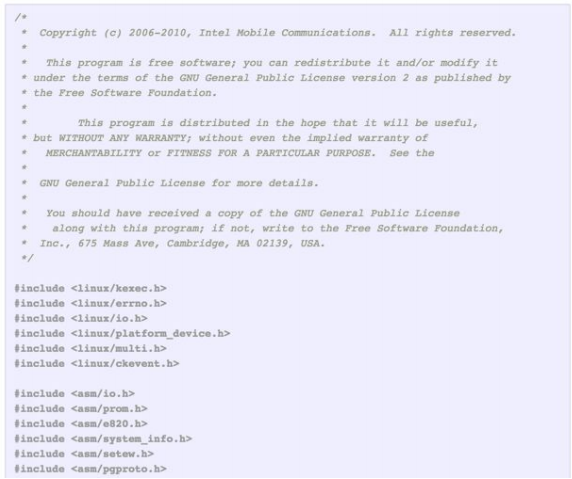 /*
 *  Copyright (c) 2006-2010, Intel Mobile Communications.  All rights reserved.
 *
 *   This program is free software; you can redistribute it and/or modify it
 * under the terms of the GNU General Public License version 2 as published by
 * the Free Software Foundation.
 *
 *        This program is distributed in the hope that it will be useful,
 * but WITHOUT ANY WARRANTY; without even the implied warranty of
 *   MERCHANTABILITY or FITNESS FOR A PARTICULAR PURPOSE.  See the
 *
 *  GNU General Public License for more details.
 *
 *   You should have received a copy of the GNU General Public License
 *    along with this program; if not, write to the Free Software Foundation,
 *  Inc., 675 Mass Ave, Cambridge, MA 02139, USA.
 */
#include <linux/kexec.h>
#include <linux/errno.h>
#include <linux/io.h>
#include <linux/platform_device.h>
#include <linux/multi.h>
#include <linux/ckevent.h>
#include <asm/io.h>
#include <asm/prom.h>
#include <asm/e820.h>
#include <asm/system_info.h>
#include <asm/setew.h>
#include <asm/pgproto.h>